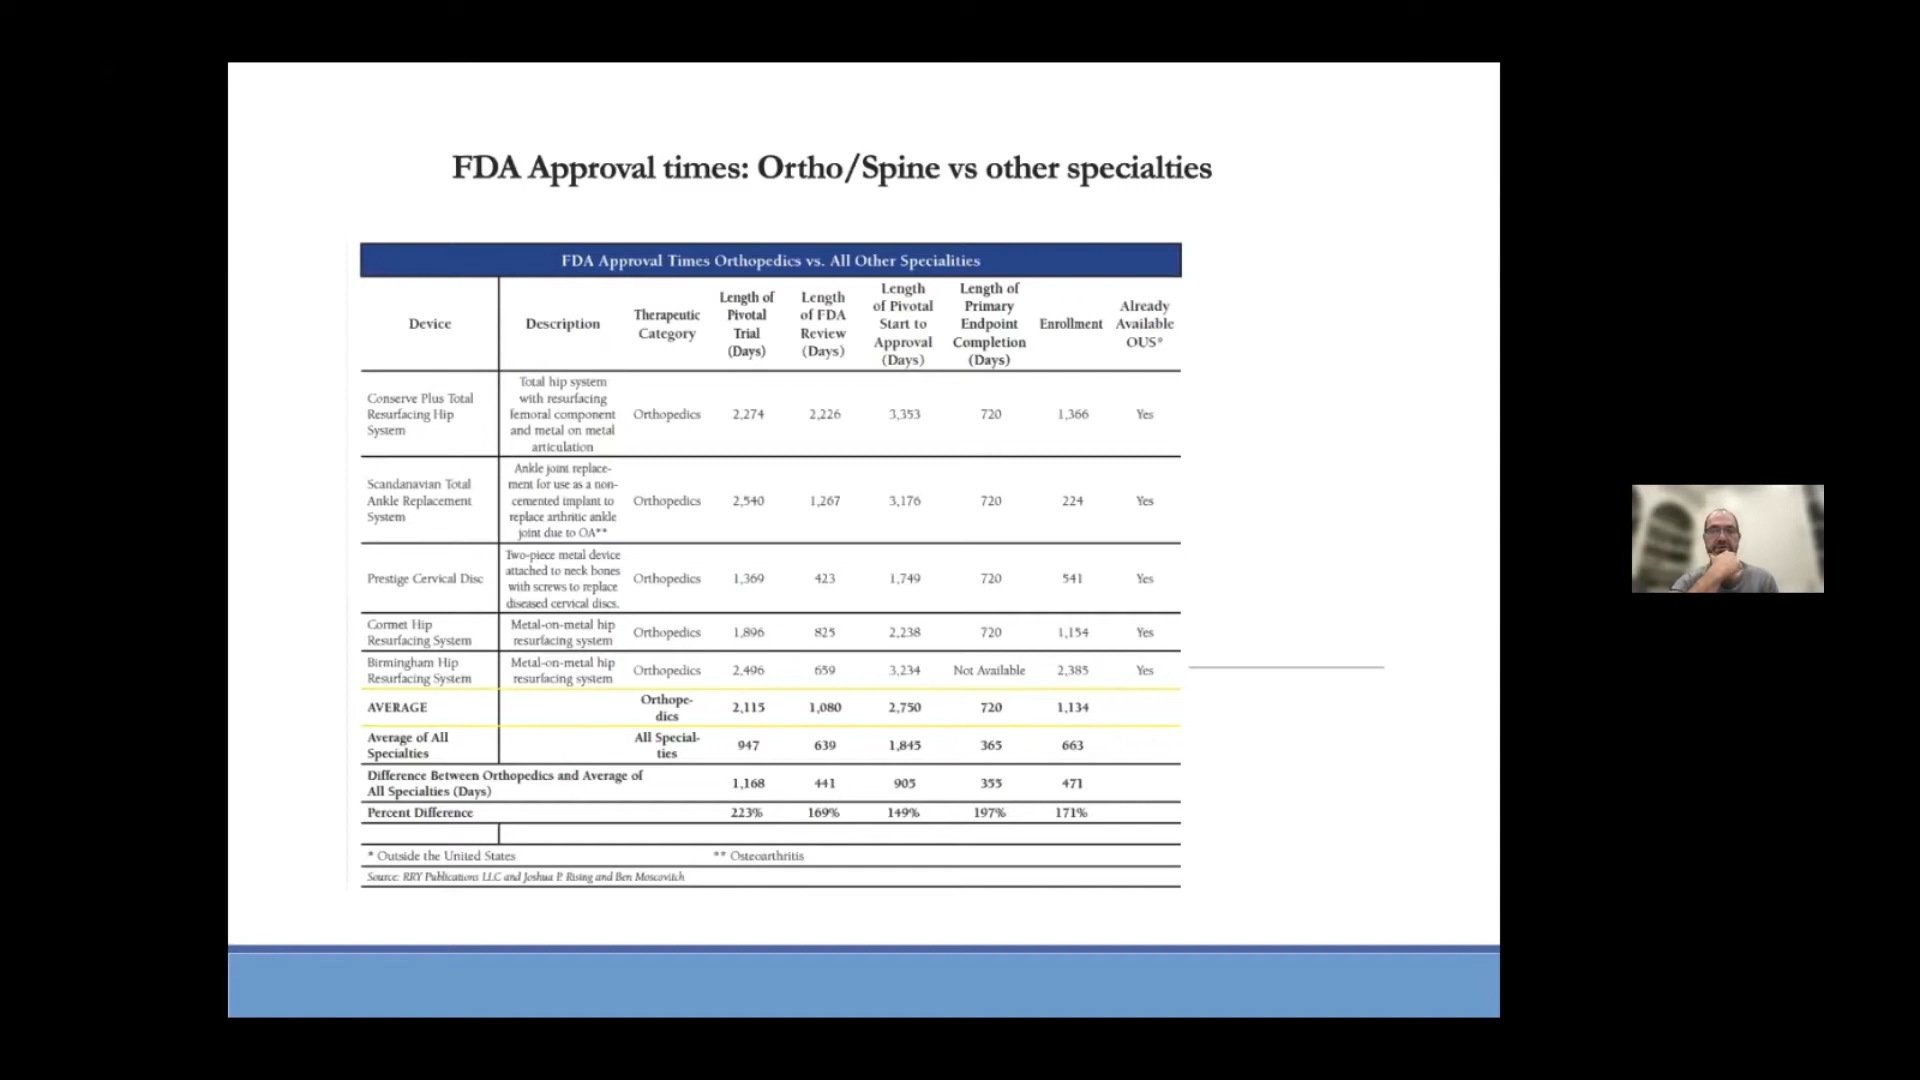 FDA Approval times: Ortho/Spine vs other specialties
FDA Approval Times Orthopedics vs. All Other Specialities
Device
Description
Therapeutic
Category
Length of
Pivotal
Trial
(Days)
Length
of FDA
Review
(Days)
Length
of Pivotal
Start to
Approval
(Days)
Length of
Primary
Endpoint
Completion
(Days)
Enrollment
Already
Available
OUS*
Conserve Plus Total
Resurfacing Hip
System
Total hip system
with resurfacing
femoral component
and metal on metal
articulation
Orthopedics
2,274
2,226
3,353
720
1,366
Yes
Scandanavian Total
Ankle Replacement
System
Ankle joint replace-
ment for use as a non-
cemented implant to
replace arthritic ankle
joint due to OA**
Orthopedics
2,540
1,267
3,176
720
224
Yes
Prestige Cervical Disc
Two-piece metal device
attached to neck bones
with screws to replace
diseased cervical discs.
Orthopedics
1,369
423
1,749
720
541
Yes
Cormet Hip
Resurfacing System
Metal-on-metal hip
resurfacing system
Orthopedics
1,896
825
2,238
720
1,154
Yes
Birmingham Hip
Resurfacing System
Metal-on-metal hip
resurfacing system
Orthopedics
2,496
659
3,234
Not Available
2,385
Yes
AVERAGE
Orthope-
dics
2,115
1,080
2,750
720
1,134
Average of All
Specialties
All Special-
ties
947
639
1,845
365
663
Difference Between Orthopedics and Average of
All Specialties (Days)
1,168
441
905
355
471
Percent Difference
223%
169%
149%
197%
171%
* Outside the United States
** Osteoarthritis
Source: RRY Publications LLC and Joshua P. Rising and Ben Moscovitch